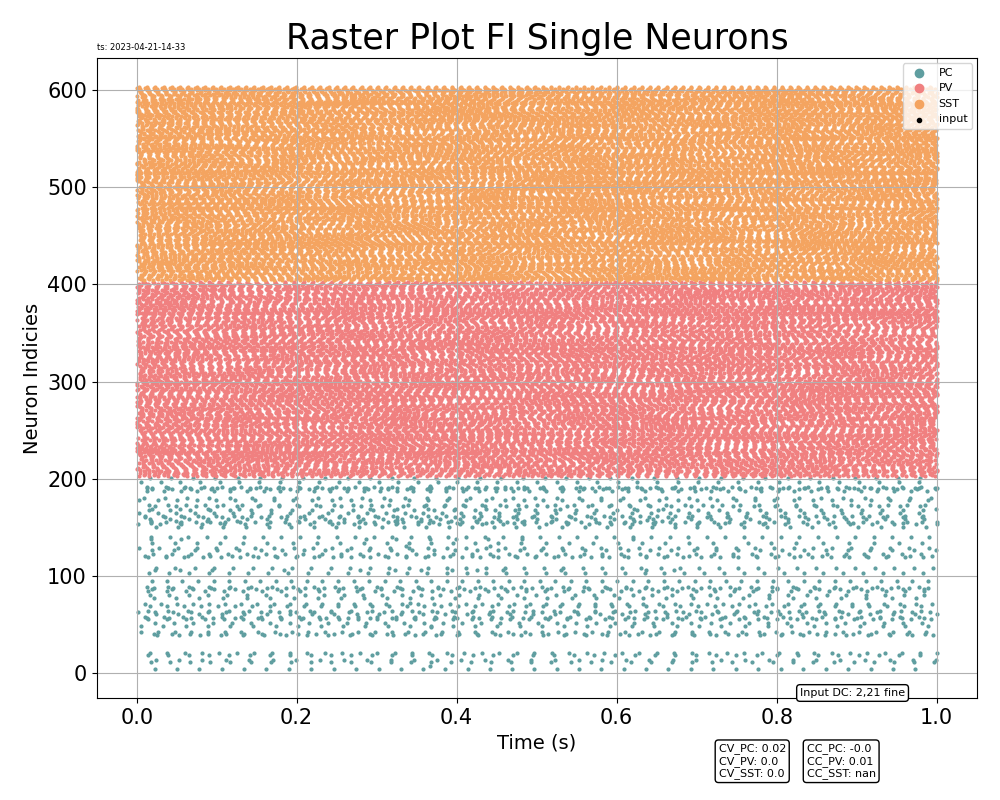 Raster Plot FI Single Neurons
ts: 2023-04-21-14-33
PC
PV
SST
input
600
500
400
300
200
100
0
Neuron Indicies
Input DC: 2,21 fine
0.0 0.2 0.4 0.6 0.8 1.0
Time (s)
CV_PC: 0.02
CV_PV: 0.0
CV_SST: 0.0
CC_PC: -0.0
CC_PV: 0.01
CC_SST: nan